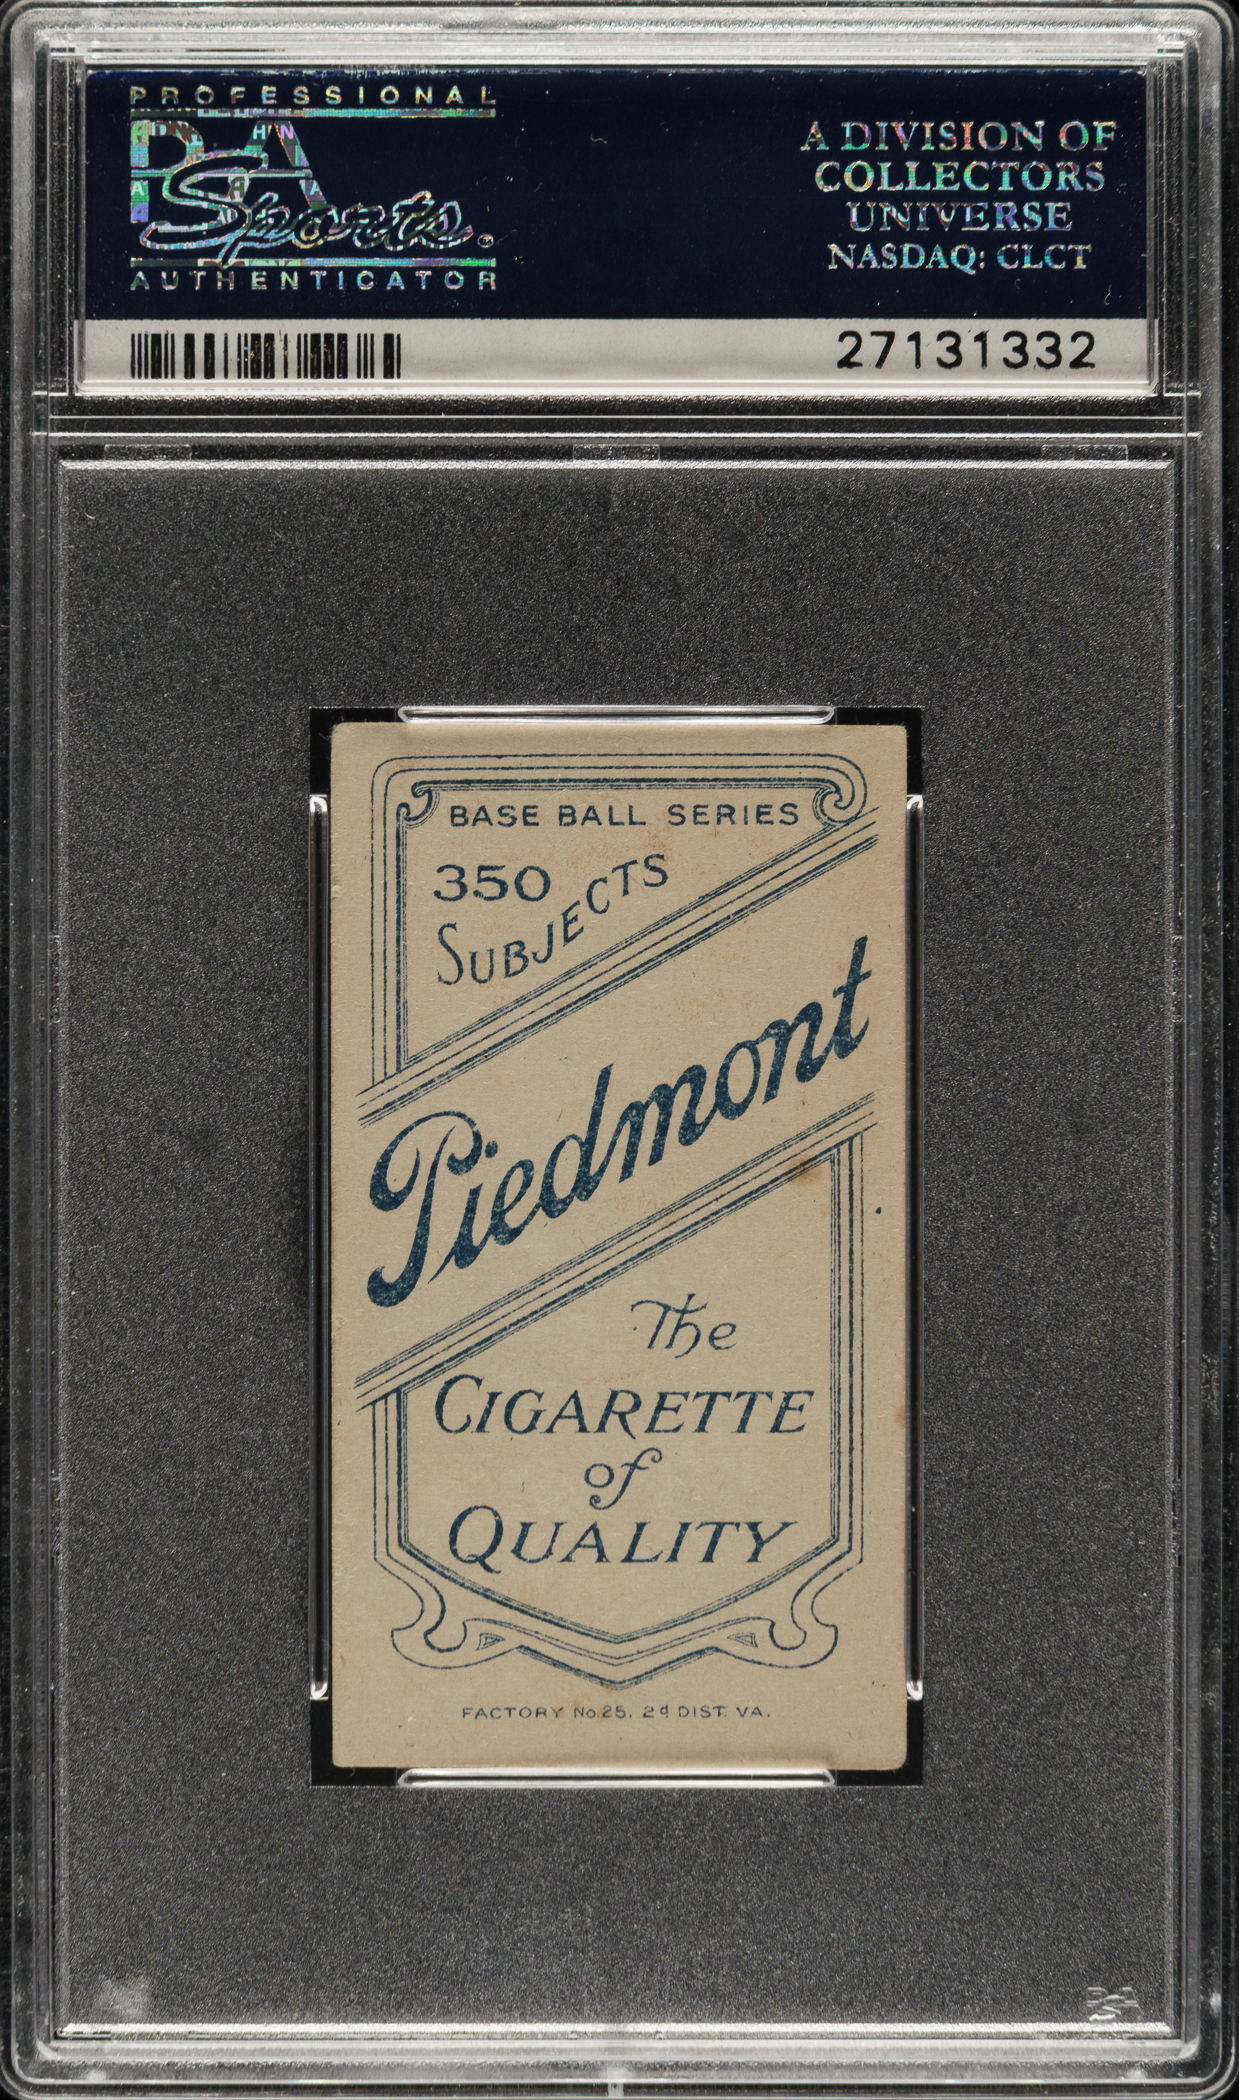 PROFESSIONAL
PSA
Sports
AUTHENTICATOR
A DIVISION OF
COLLECTORS
UNIVERSE
NASDAQ: CLCT
27131332
BASE BALL SERIES
350
SUBJECTS
Piedmont
The
CIGARETTE
of
QUALITY
FACTORY No. 25, 2d DIST. VA.
PSA